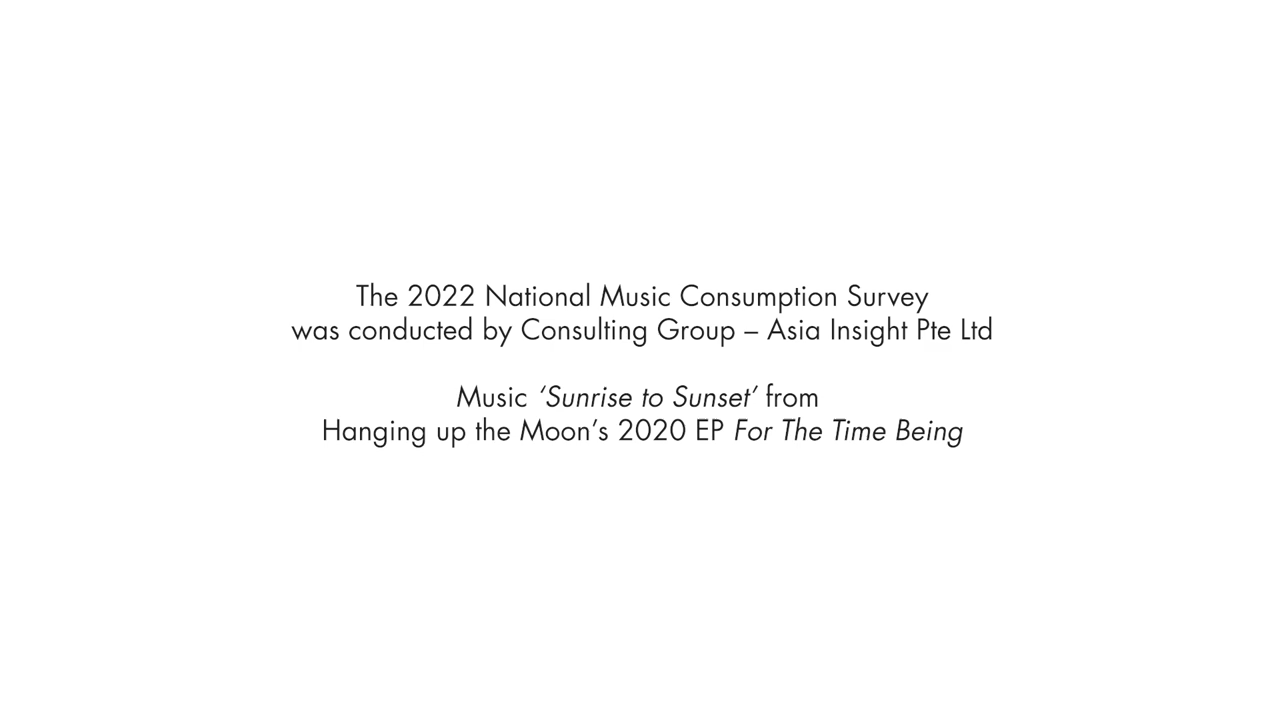 The 2022 National Music Consumption Survey
was conducted by Consulting Group – Asia Insight Pte Ltd
Music ‘Sunrise to Sunset’ from
Hanging up the Moon’s 2020 EP For The Time Being